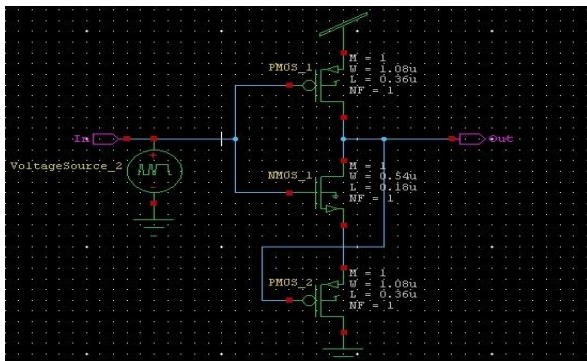 PMOS_1
M = 1
W = 1.08u
L = 0.36u
NF = 1
In
Out
VoltageSource_2
NMOS_1
M = 1
W = 0.54u
L = 0.18u
NF = 1
PMOS_2
M = 1
W = 1.08u
L = 0.36u
NF = 1